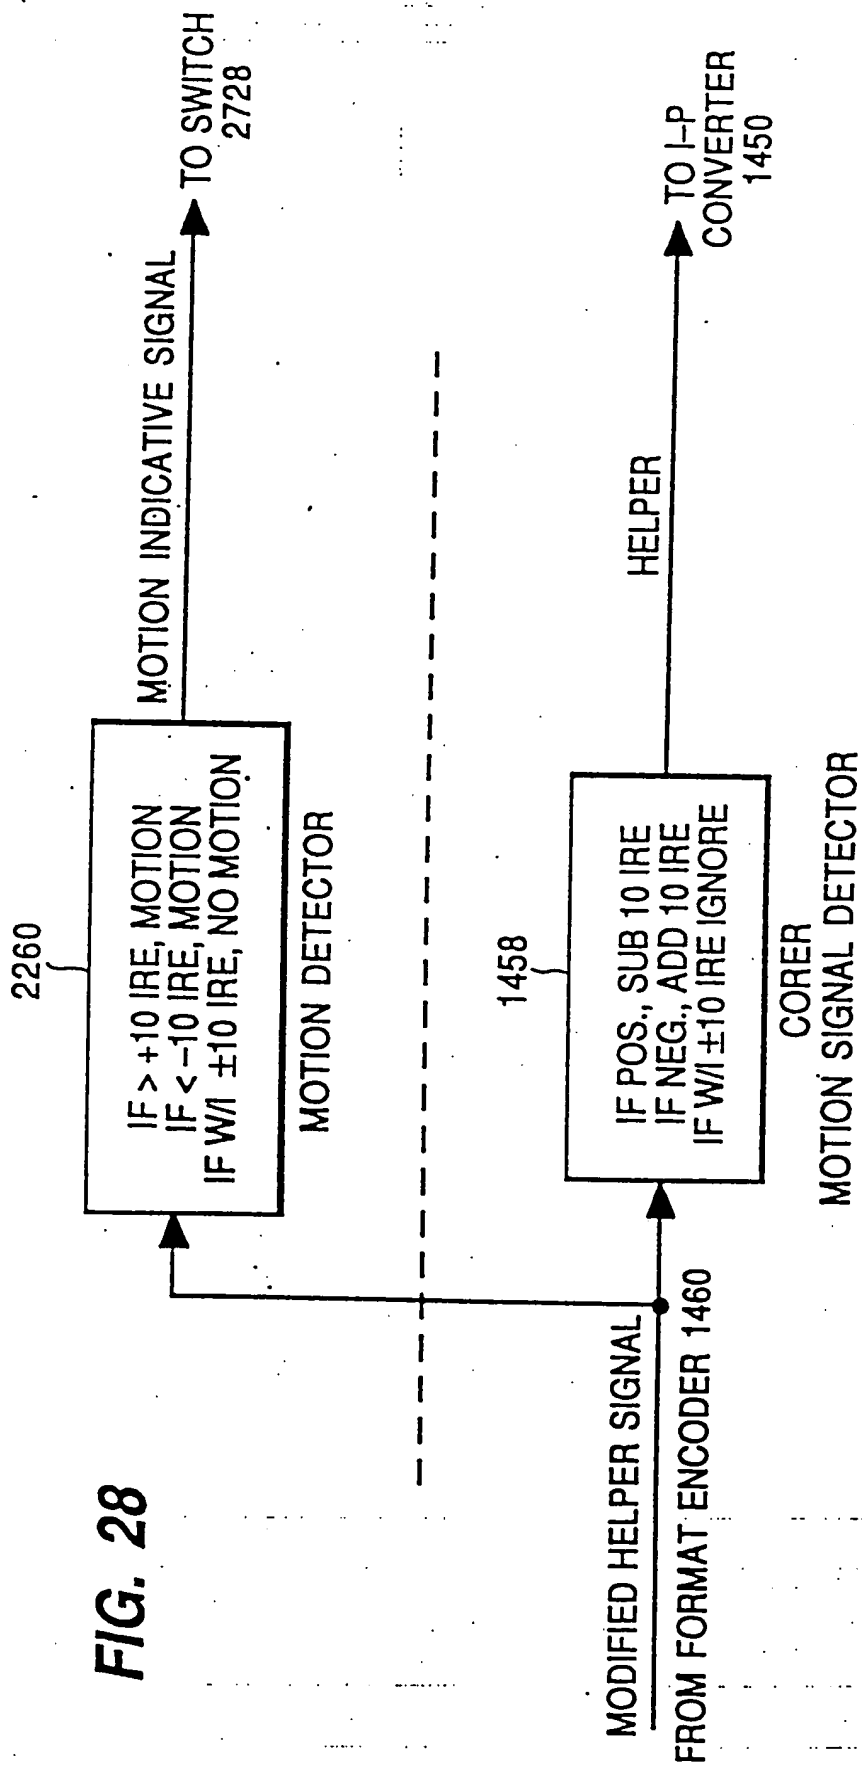 FIG. 28
2260
IF > +10 IRE, MOTION
IF < -10 IRE, MOTION
IF W/I ±10 IRE, NO MOTION
MOTION DETECTOR
MOTION INDICATIVE SIGNAL
TO SWITCH
2728
MODIFIED HELPER SIGNAL
FROM FORMAT ENCODER 1460
1458
IF POS., SUB 10 IRE
IF NEG., ADD 10 IRE
IF W/I ±10 IRE IGNORE
CORER
MOTION SIGNAL DETECTOR
HELPER
TO I-P
CONVERTER
1450